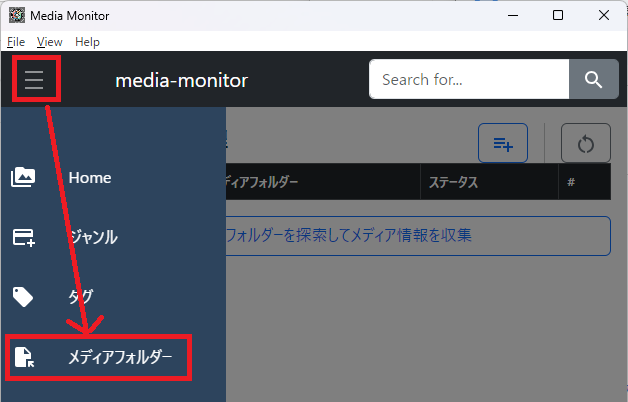 Media Monitor
File View Help
media-monitor
Search for...
Home
ディアフォルダー ステータス #
ジャンル
フォルダーを探索してメディア情報を収集
タグ
メディアフォルダー